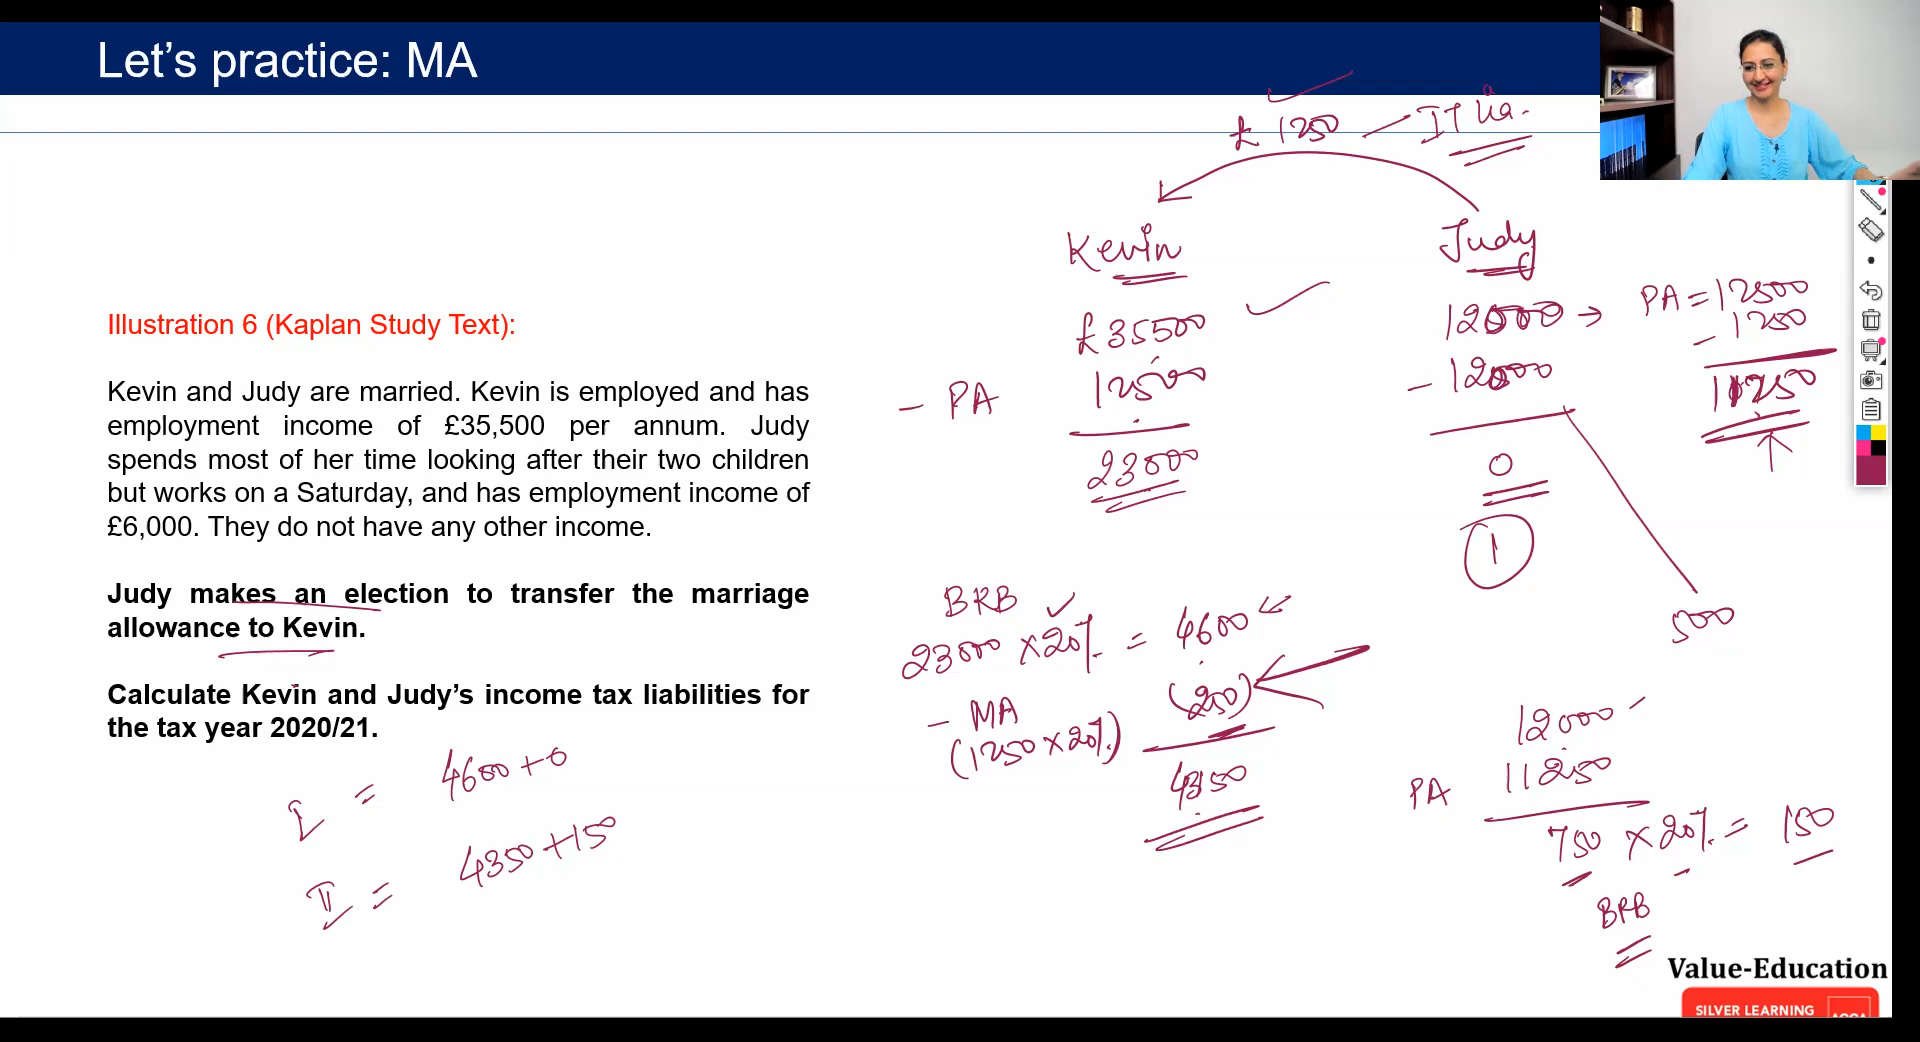 Let's practice: MA
£ 1250 — IT lia.
Kevin
Judy
£35500
12000 →
PA = 12500
- 1250
11250
- PA 12500
- 12000
23000
0
1
500
Illustration 6 (Kaplan Study Text):
Kevin and Judy are married. Kevin is employed and has
employment income of £35,500 per annum. Judy
spends most of her time looking after their two children
but works on a Saturday, and has employment income of
£6,000. They do not have any other income.
Judy makes an election to transfer the marriage
allowance to Kevin.
Calculate Kevin and Judy's income tax liabilities for
the tax year 2020/21.
BRB
23000 × 20% = 4600
- MA (250)
(1250 × 20%)
4350
I = 4600 + 0
II = 4350 + 150
12000
PA 11250
750 × 20% = 150
BRB
Value-Education
SILVER LEARNING